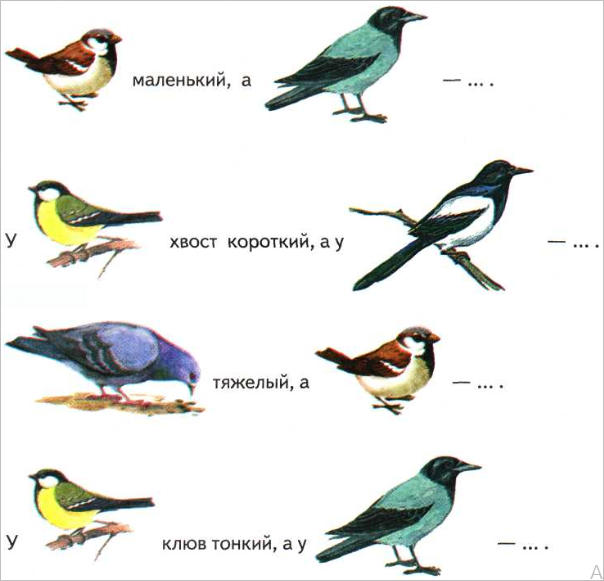 маленький, а — ... .
У хвост короткий, а у — ... .
тяжелый, а — ... .
У клюв тонкий, а у — ... .
А